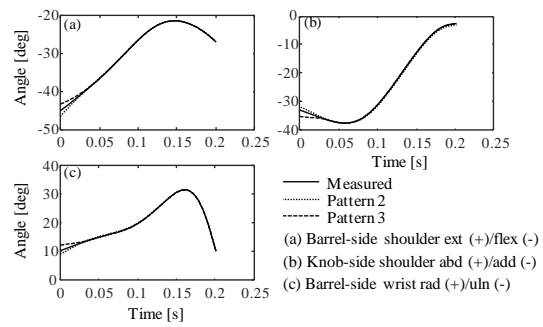 (a)
Angle [deg]
-20
-30
-40
-50
0 0.05 0.1 0.15 0.2 0.25
(b)
Angle [deg]
0
-10
-20
-30
-40
0 0.05 0.1 0.15 0.2 0.25
Time [s]
(c)
Angle [deg]
40
30
20
10
0
0 0.05 0.1 0.15 0.2 0.25
Time [s]
Measured
Pattern 2
Pattern 3
(a) Barrel-side shoulder ext (+)/flex (-)
(b) Knob-side shoulder abd (+)/add (-)
(c) Barrel-side wrist rad (+)/uln (-)